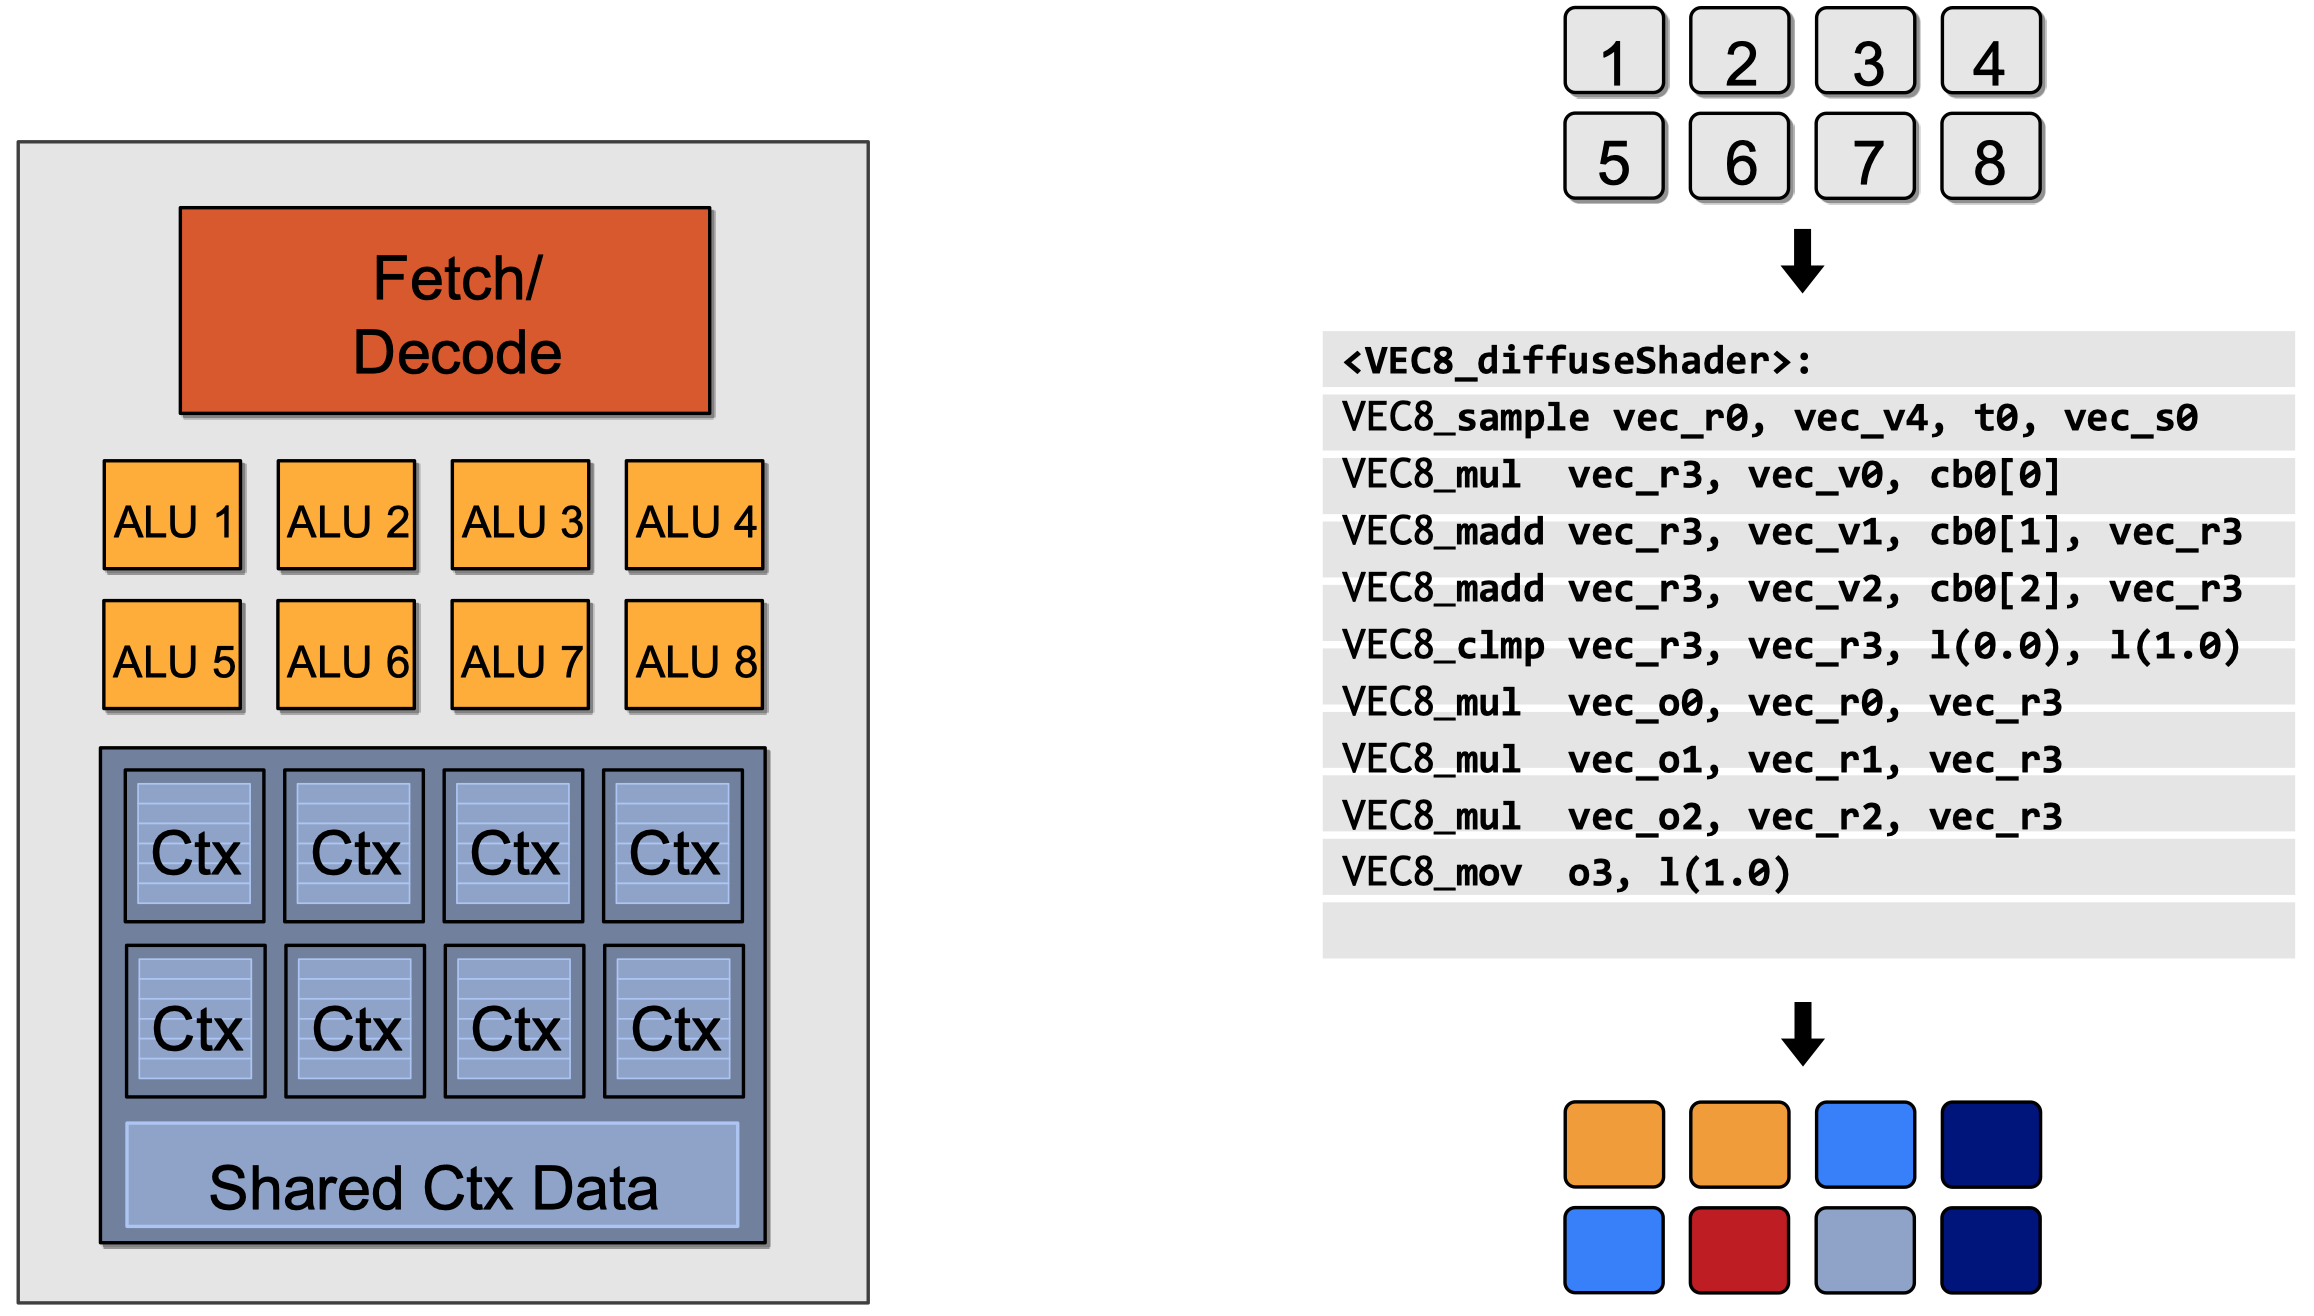 Fetch/
Decode
ALU 1 ALU 2 ALU 3 ALU 4
ALU 5 ALU 6 ALU 7 ALU 8
Ctx Ctx Ctx Ctx
Ctx Ctx Ctx Ctx
Shared Ctx Data
1 2 3 4
5 6 7 8
<VEC8_diffuseShader>:
VEC8_sample vec_r0, vec_v4, t0, vec_s0
VEC8_mul vec_r3, vec_v0, cb0[0]
VEC8_madd vec_r3, vec_v1, cb0[1], vec_r3
VEC8_madd vec_r3, vec_v2, cb0[2], vec_r3
VEC8_clmp vec_r3, vec_r3, l(0.0), l(1.0)
VEC8_mul vec_o0, vec_r0, vec_r3
VEC8_mul vec_o1, vec_r1, vec_r3
VEC8_mul vec_o2, vec_r2, vec_r3
VEC8_mov o3, l(1.0)